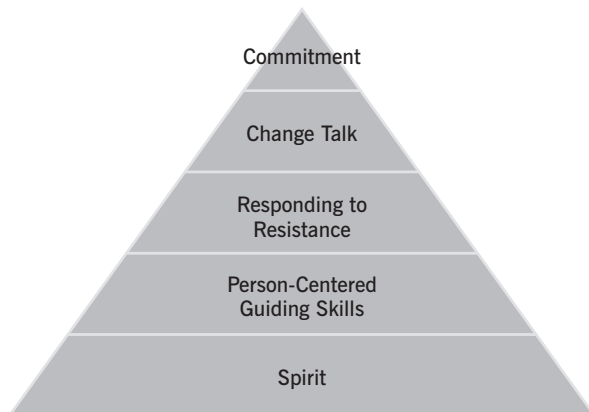 Commitment
Change Talk
Responding to
Resistance
Person-Centered
Guiding Skills
Spirit